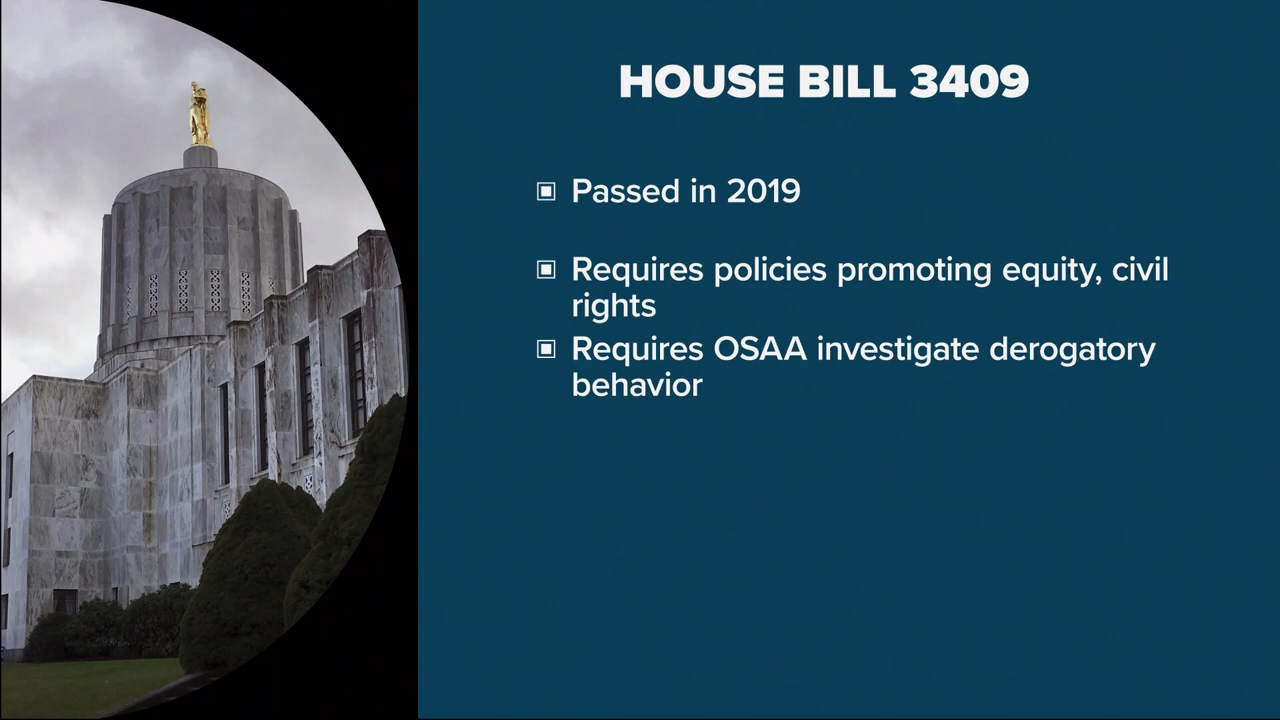 HOUSE BILL 3409
Passed in 2019
Requires policies promoting equity, civil
rights
Requires OSAA investigate derogatory
behavior